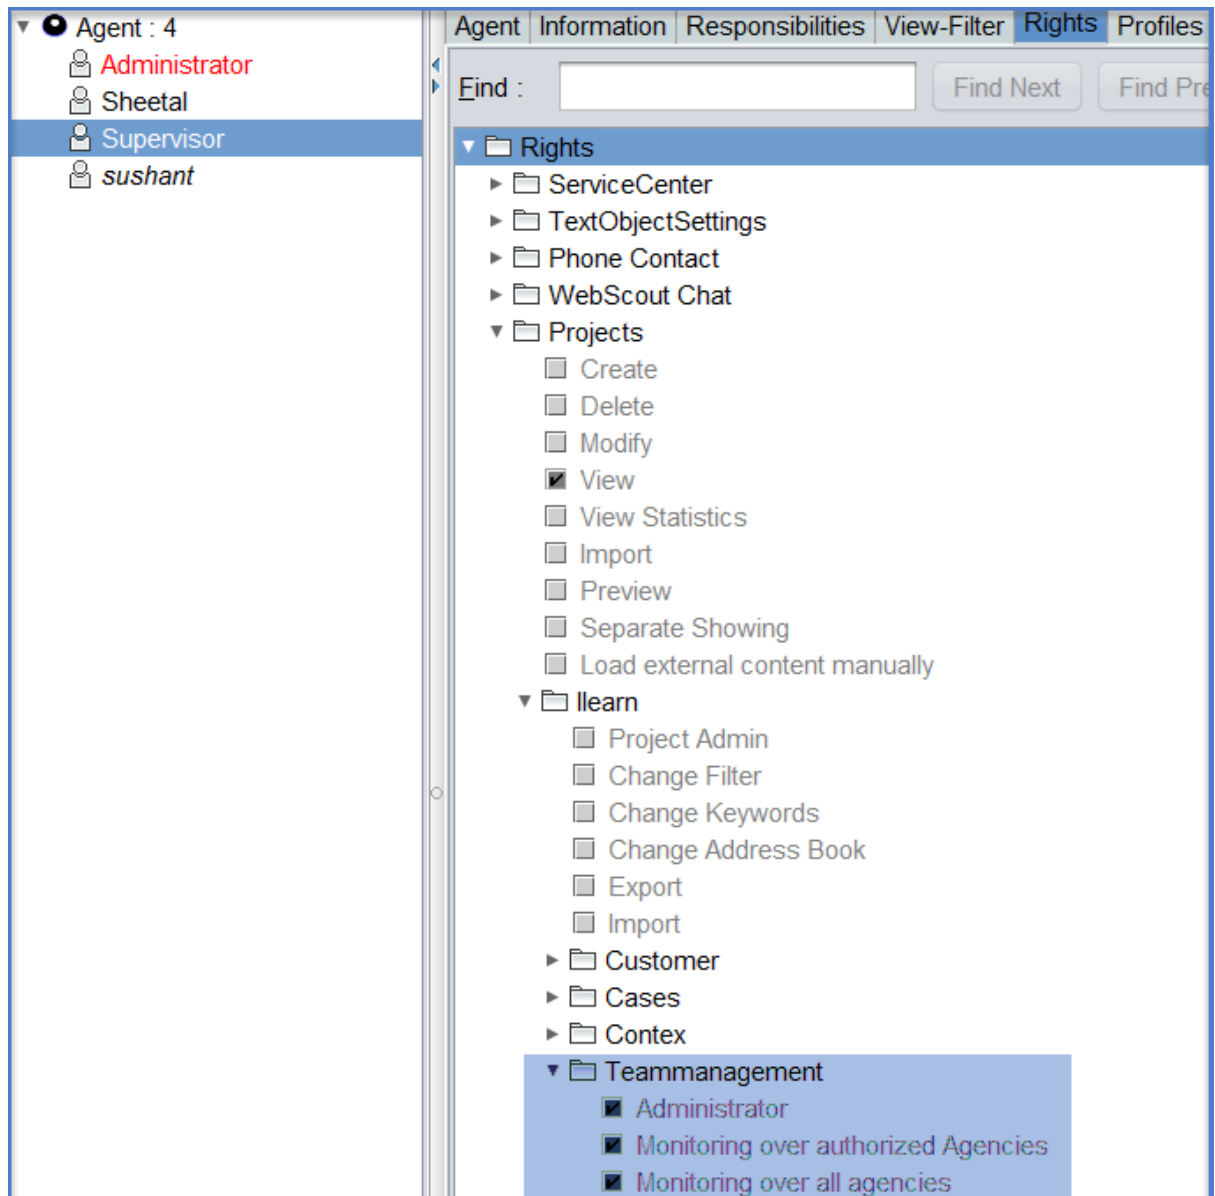 Agent : 4
Administrator
Sheetal
Supervisor
sushant
Agent Information Responsibilities View-Filter Rights Profiles
Find : Find Next Find Pre
Rights
ServiceCenter
TextObjectSettings
Phone Contact
WebScout Chat
Projects
Create
Delete
Modify
View
View Statistics
Import
Preview
Separate Showing
Load external content manually
Ilearn
Project Admin
Change Filter
Change Keywords
Change Address Book
Export
Import
Customer
Cases
Contex
Teammanagement
Administrator
Monitoring over authorized Agencies
Monitoring over all agencies